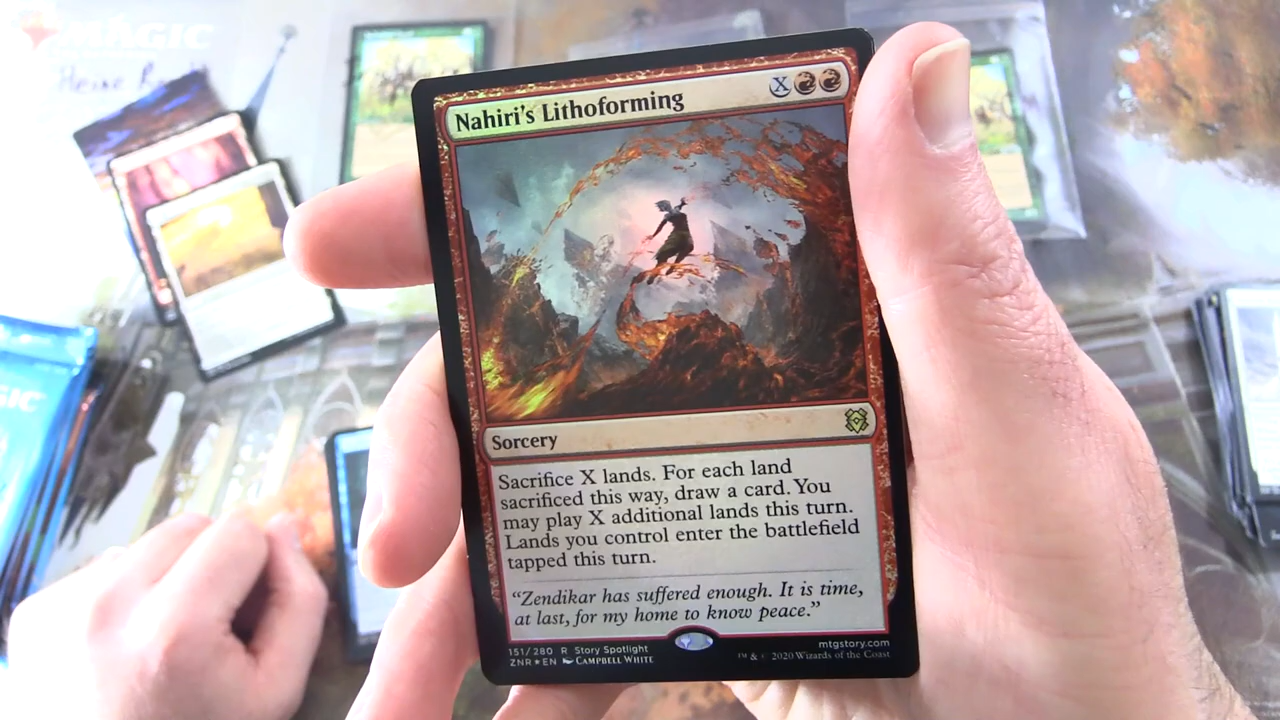 MAGIC
Heine R
Nahiri's Lithoforming
X
Sorcery
Sacrifice X lands. For each land
sacrificed this way, draw a card. You
may play X additional lands this turn.
Lands you control enter the battlefield
tapped this turn.
“Zendikar has suffered enough. It is time,
at last, for my home to know peace.”
151/280 R Story Spotlight
ZNR★EN CAMPBELL WHITE
mtgstory.com
™ & © 2020 Wizards of the Coast
GIC